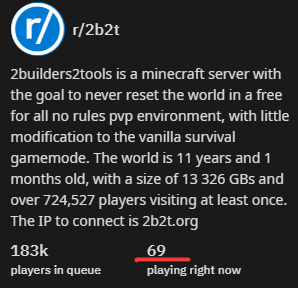 r/
r/2b2t
2builders2tools is a minecraft server with
the goal to never reset the world in a free
for all no rules pvp environment, with little
modification to the vanilla survival
gamemode. The world is 11 years and 1
months old, with a size of 13 326 GBs and
over 724,527 players visiting at least once.
The IP to connect is 2b2t.org
183k 69
players in queue playing right now